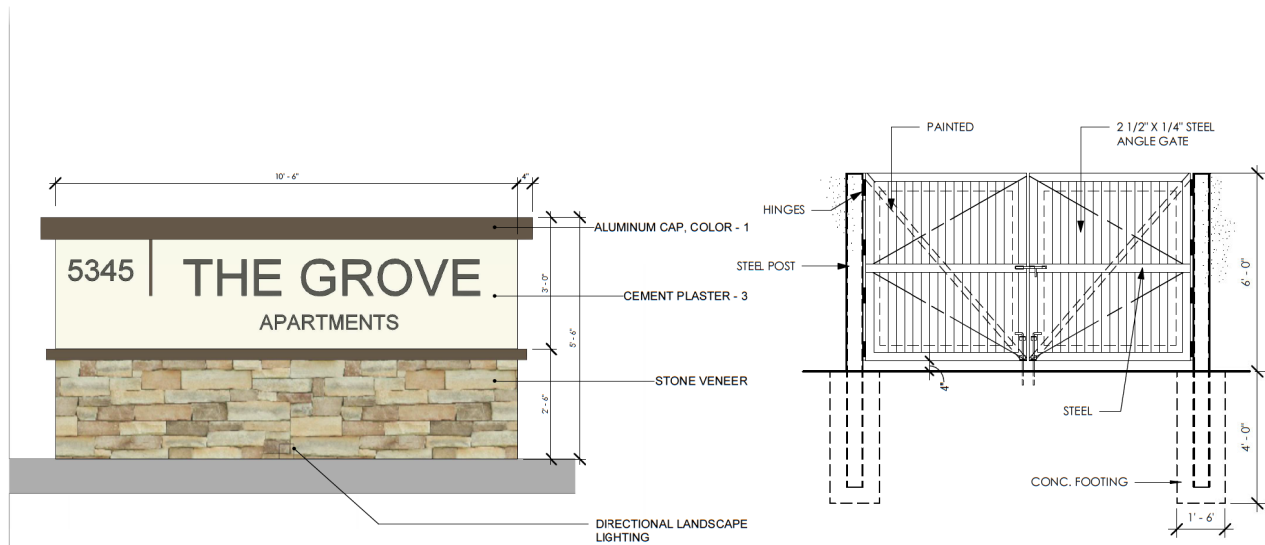 10' - 6"
4"
5345
THE GROVE
APARTMENTS
ALUMINUM CAP, COLOR - 1
CEMENT PLASTER - 3
STONE VENEER
DIRECTIONAL LANDSCAPE
LIGHTING
3' - 0"
5' - 6"
2' - 6"
PAINTED
2 1/2" X 1/4" STEEL
ANGLE GATE
HINGES
STEEL POST
STEEL
CONC. FOOTING
4"
6' - 0"
4' - 0"
1' - 6'